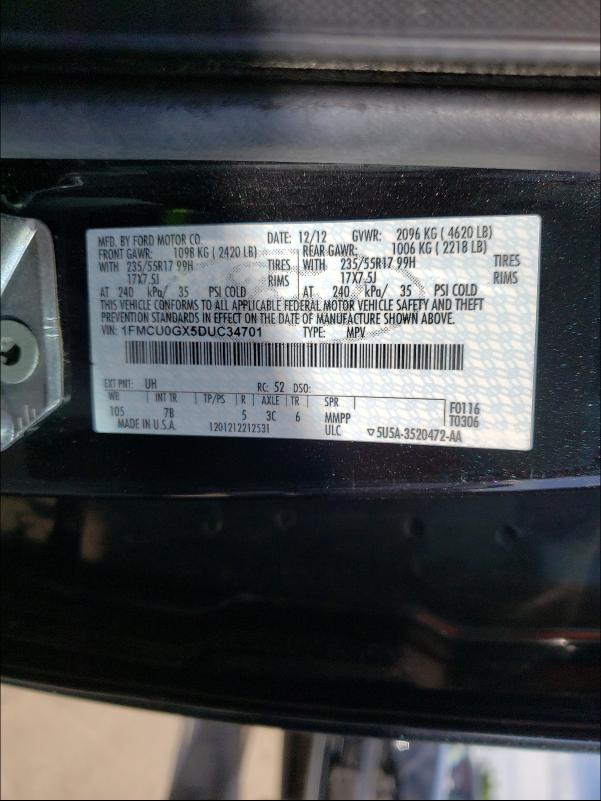 MFD. BY FORD MOTOR CO. DATE: 12/12 GVWR: 2096 KG ( 4620 LB)
FRONT GAWR: 1098 KG ( 2420 LB) REAR GAWR: 1006 KG ( 2218 LB)
WITH 235/55R17 99H TIRES WITH 235/55R17 99H TIRES
17X7.5J RIMS 17X7.5J RIMS
AT 240 kPa/ 35 PSI COLD AT 240 kPa/ 35 PSI COLD
THIS VEHICLE CONFORMS TO ALL APPLICABLE FEDERAL MOTOR VEHICLE SAFETY AND THEFT
PREVENTION STANDARDS IN EFFECT ON THE DATE OF MANUFACTURE SHOWN ABOVE.
VIN: 1FMCU0GX5DUC34701 TYPE: MPV
EXT PNT: UH RC: 52 DSO:
WB INT TR TP/PS R AXLE TR SPR F0116
105 7B 5 3C 6 MMPP T0306
MADE IN U.S.A. 1201212212531 ULC ▽5U5A-3520472-AA